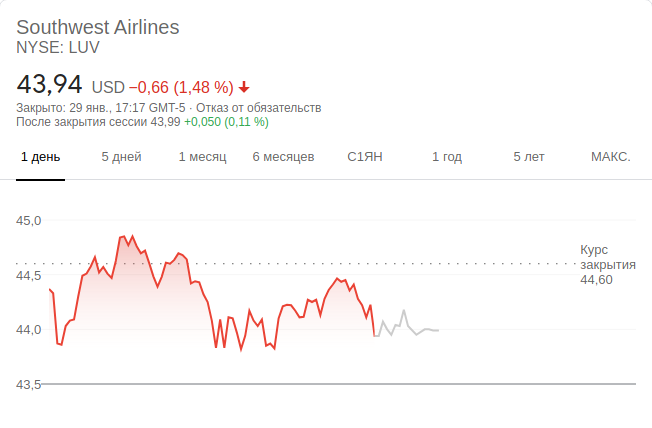 Southwest Airlines
NYSE: LUV
43,94 USD −0,66 (1,48 %)
Закрыто: 29 янв., 17:17 GMT-5 · Отказ от обязательств
После закрытия сессии 43,99 +0,050 (0,11 %)
1 день 5 дней 1 месяц 6 месяцев С1ЯН 1 год 5 лет МАКС.
45,0
Курс
закрытия
44,60
44,5
44,0
43,5